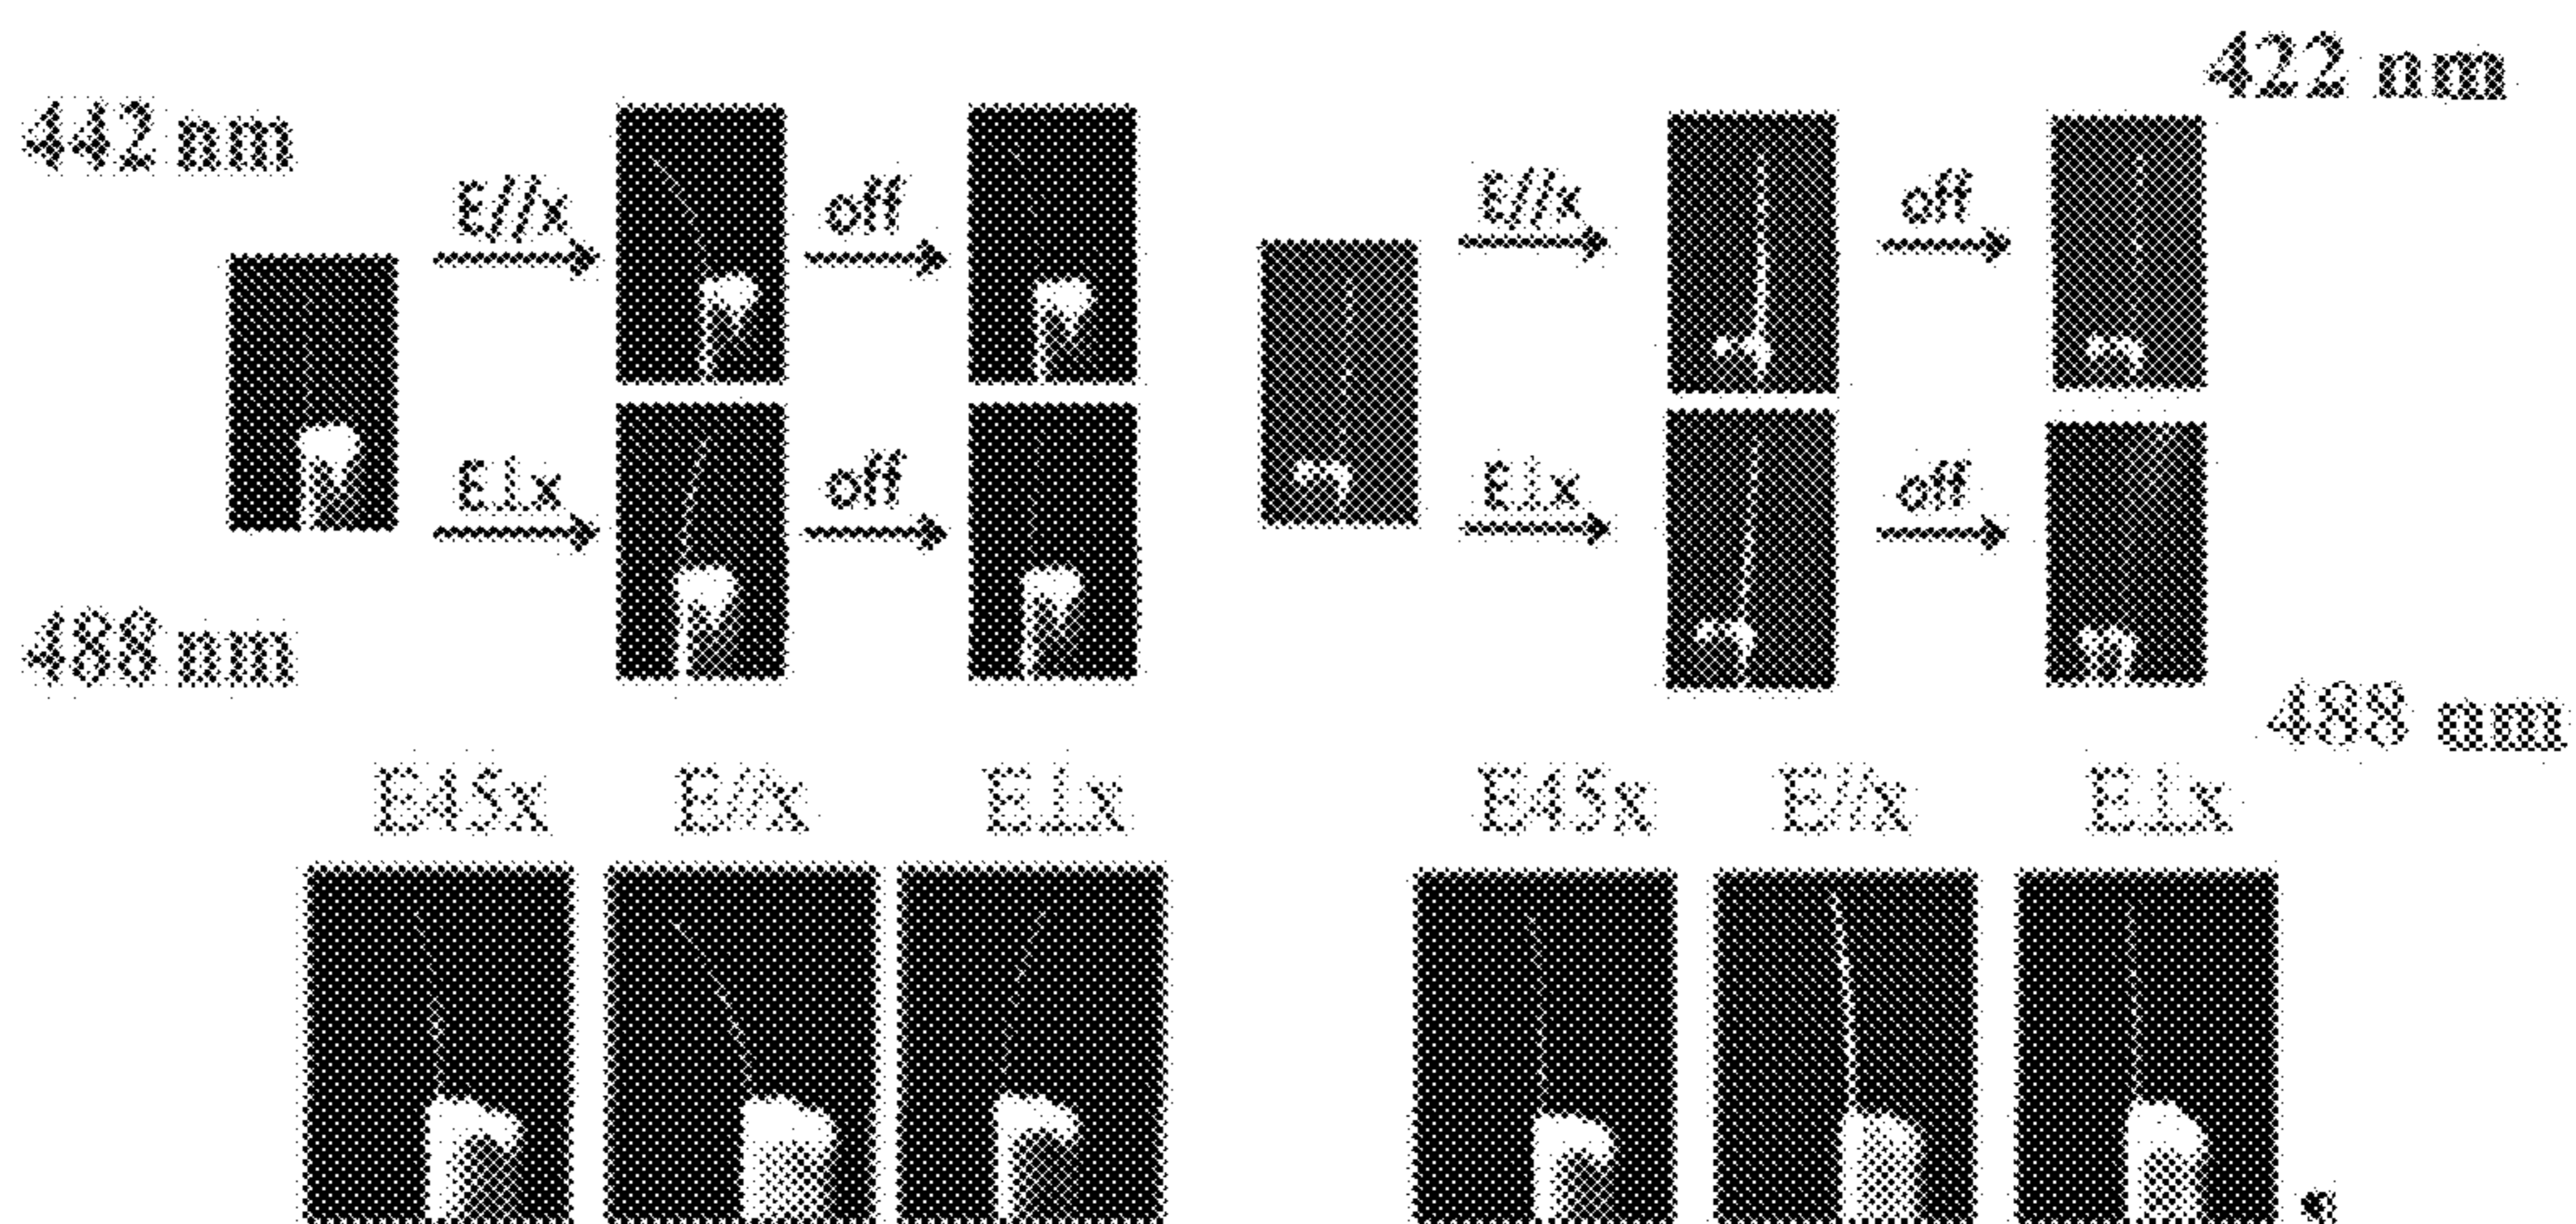 422 nm
442 nm
E//x off E//x off
E⊥x off E⊥x off
488 nm
488 nm
E45x E//x E⊥x E45x E//x E⊥x